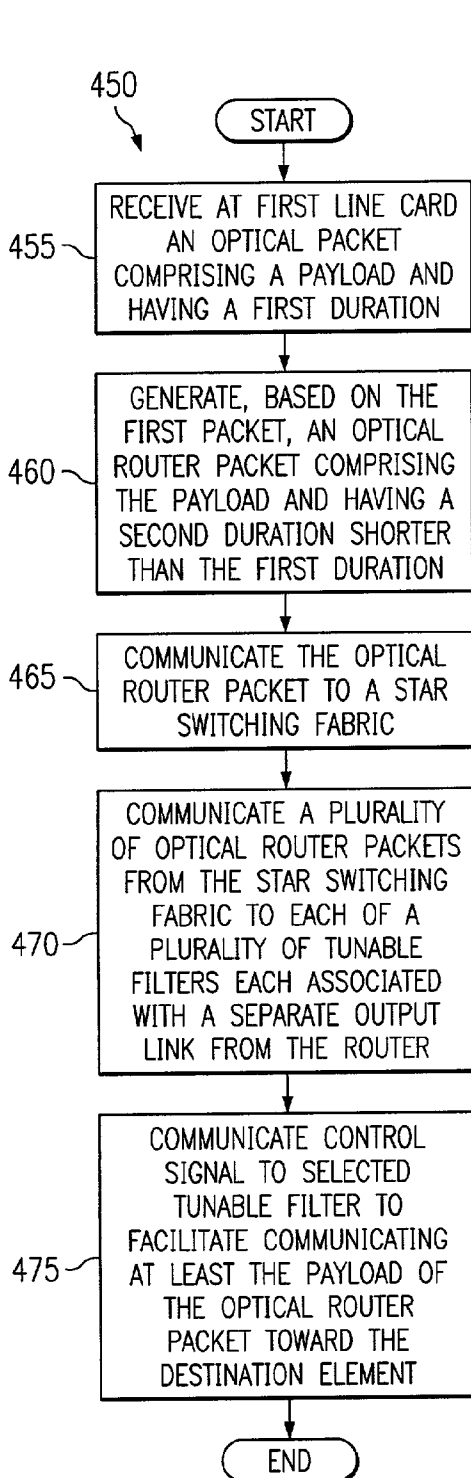 450
START
455
RECEIVE AT FIRST LINE CARD
AN OPTICAL PACKET
COMPRISING A PAYLOAD AND
HAVING A FIRST DURATION
460
GENERATE, BASED ON THE
FIRST PACKET, AN OPTICAL
ROUTER PACKET COMPRISING
THE PAYLOAD AND HAVING A
SECOND DURATION SHORTER
THAN THE FIRST DURATION
465
COMMUNICATE THE OPTICAL
ROUTER PACKET TO A STAR
SWITCHING FABRIC
470
COMMUNICATE A PLURALITY
OF OPTICAL ROUTER PACKETS
FROM THE STAR SWITCHING
FABRIC TO EACH OF A
PLURALITY OF TUNABLE
FILTERS EACH ASSOCIATED
WITH A SEPARATE OUTPUT
LINK FROM THE ROUTER
475
COMMUNICATE CONTROL
SIGNAL TO SELECTED
TUNABLE FILTER TO
FACILITATE COMMUNICATING
AT LEAST THE PAYLOAD OF
THE OPTICAL ROUTER
PACKET TOWARD THE
DESTINATION ELEMENT
END